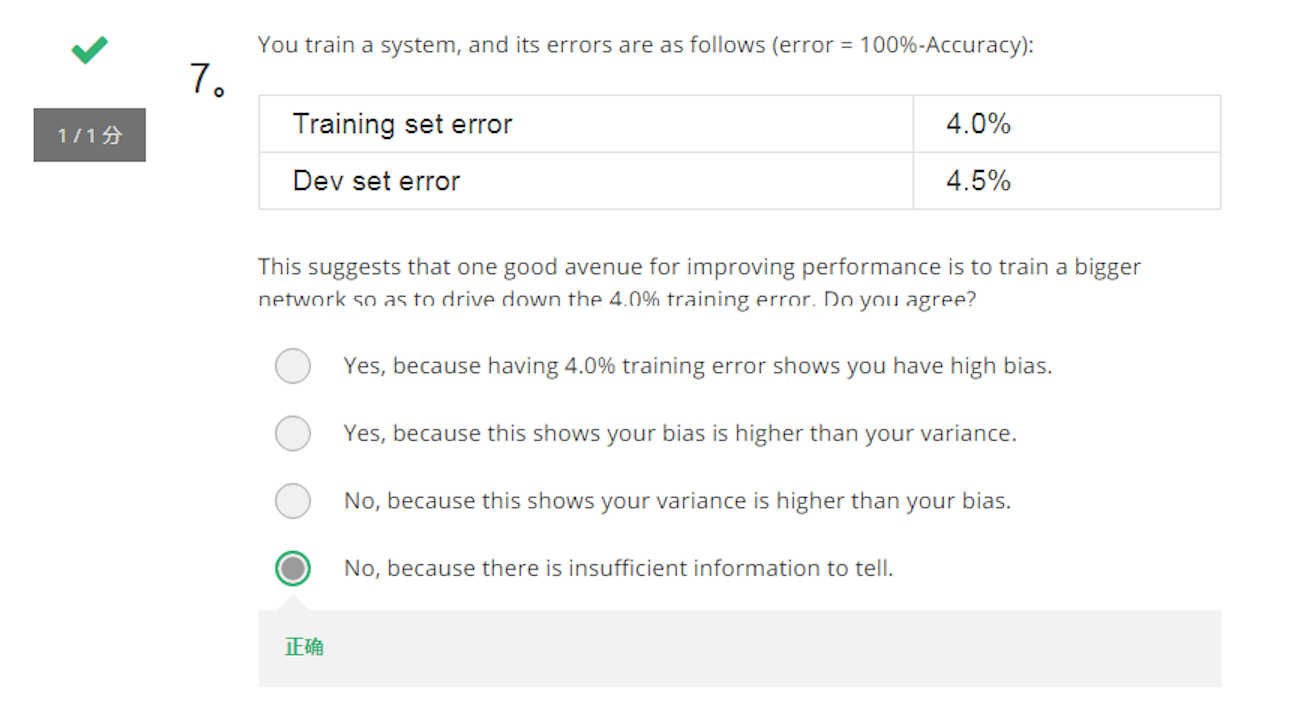 You train a system, and its errors are as follows (error = 100%-Accuracy):
7。
1 / 1 分
Training set error 4.0%
Dev set error 4.5%
This suggests that one good avenue for improving performance is to train a bigger
network so as to drive down the 4.0% training error. Do you agree?
Yes, because having 4.0% training error shows you have high bias.
Yes, because this shows your bias is higher than your variance.
No, because this shows your variance is higher than your bias.
No, because there is insufficient information to tell.
正确